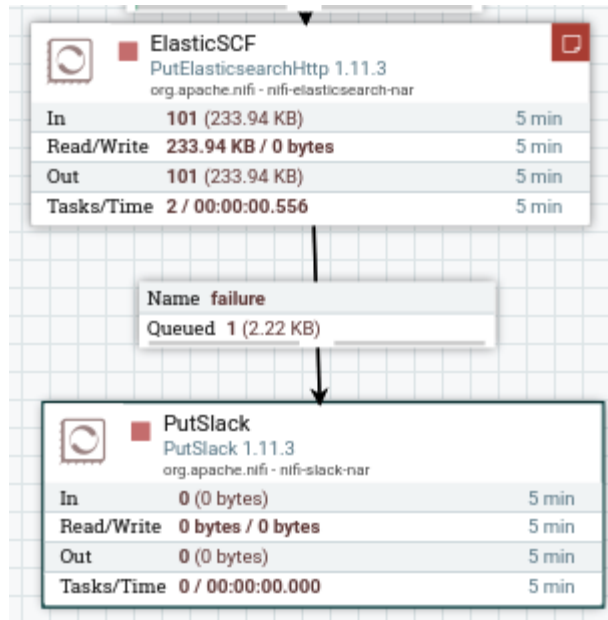 ElasticSCF
PutElasticsearchHttp 1.11.3
org.apache.nifi - nifi-elasticsearch-nar
In 101 (233.94 KB) 5 min
Read/Write 233.94 KB / 0 bytes 5 min
Out 101 (233.94 KB) 5 min
Tasks/Time 2 / 00:00:00.556 5 min
Name failure
Queued 1 (2.22 KB)
PutSlack
PutSlack 1.11.3
org.apache.nifi - nifi-slack-nar
In 0 (0 bytes) 5 min
Read/Write 0 bytes / 0 bytes 5 min
Out 0 (0 bytes) 5 min
Tasks/Time 0 / 00:00:00.000 5 min